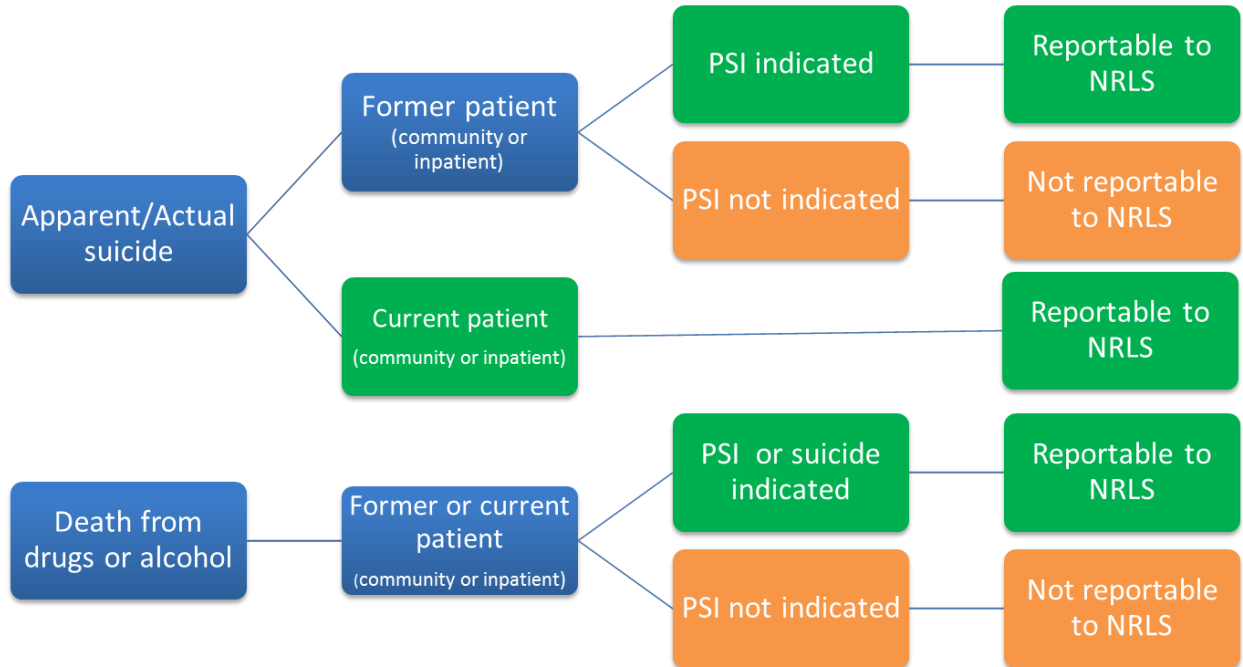 Apparent/Actual
suicide
Former patient
(community or
inpatient)
PSI indicated
Reportable to
NRLS
PSI not indicated
Not reportable
to NRLS
Current patient
(community or inpatient)
Reportable to
NRLS
Death from
drugs or alcohol
Former or current
patient
(community or inpatient)
PSI or suicide
indicated
Reportable to
NRLS
PSI not indicated
Not reportable
to NRLS